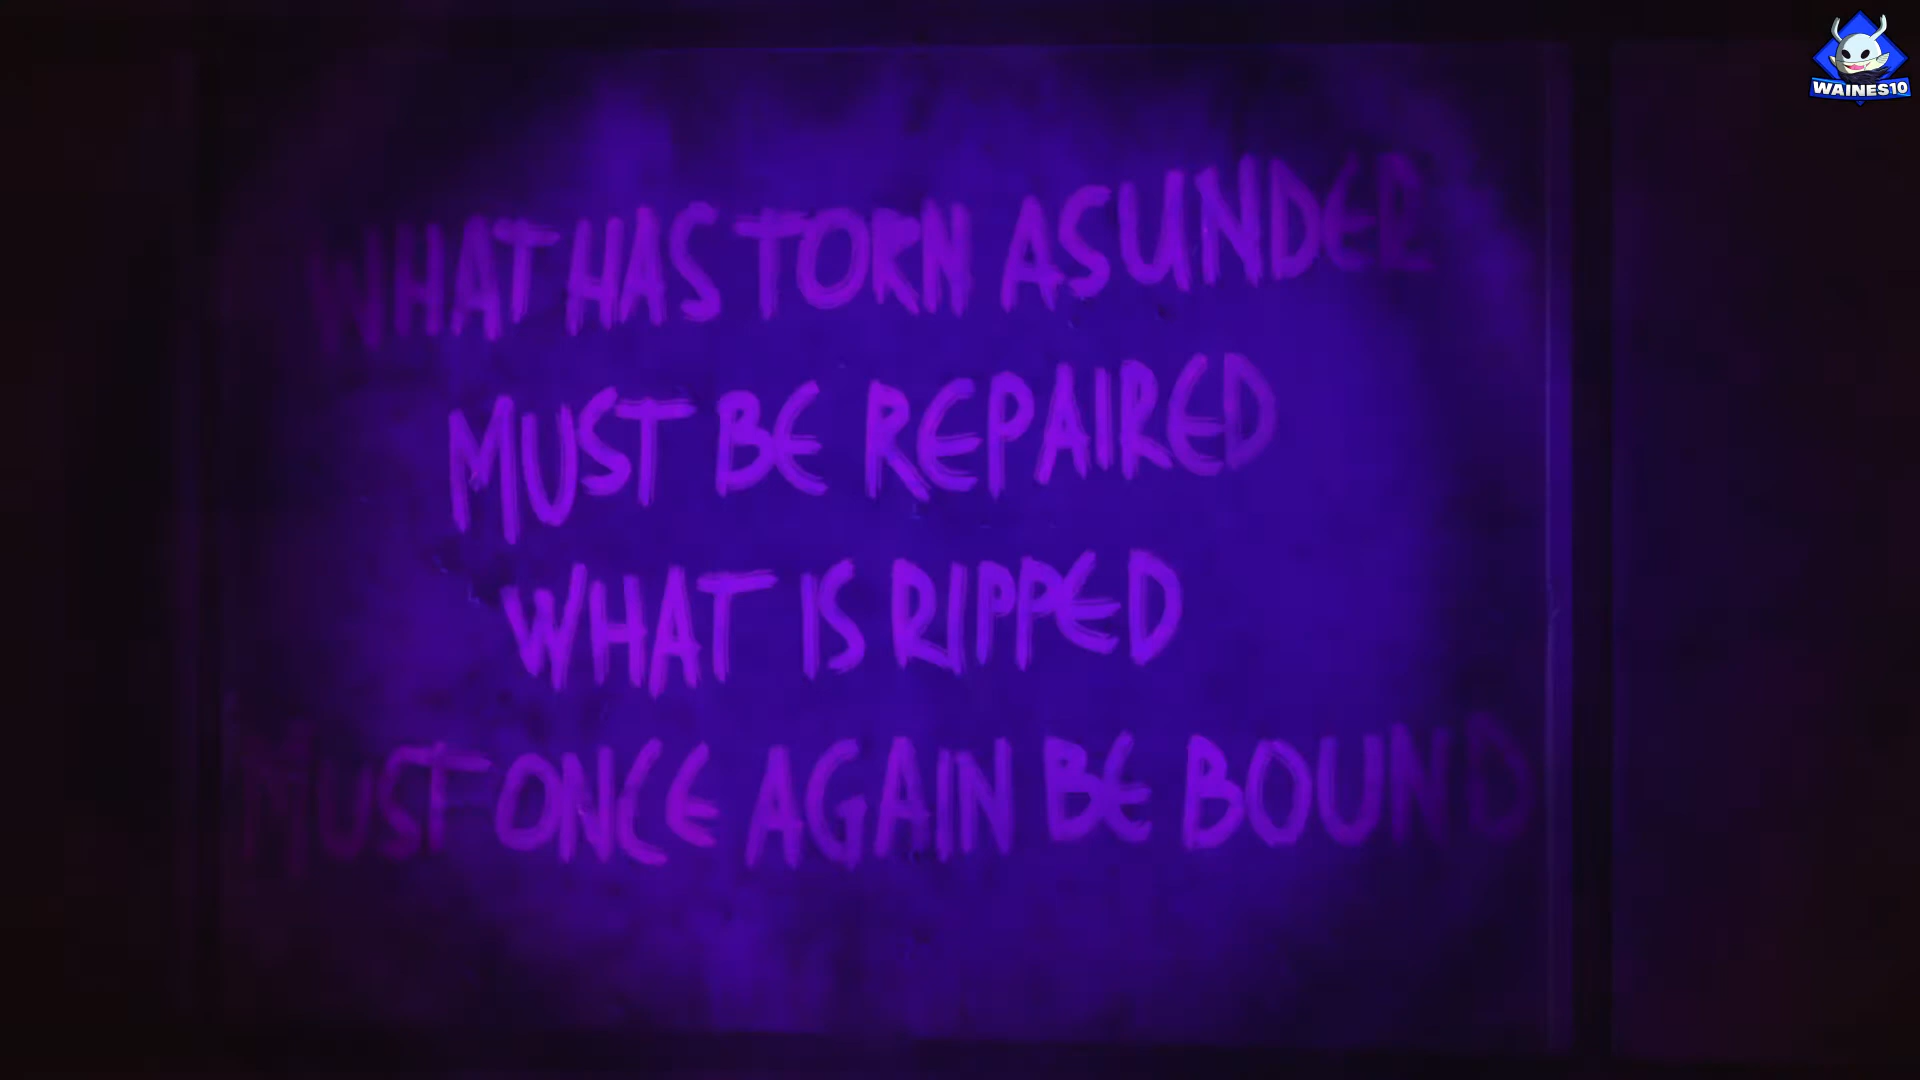 WAINES10
WHAT HAS TORN ASUNDER
MUST BE REPAIRED
WHAT IS RIPPED
MUST ONCE AGAIN BE BOUND